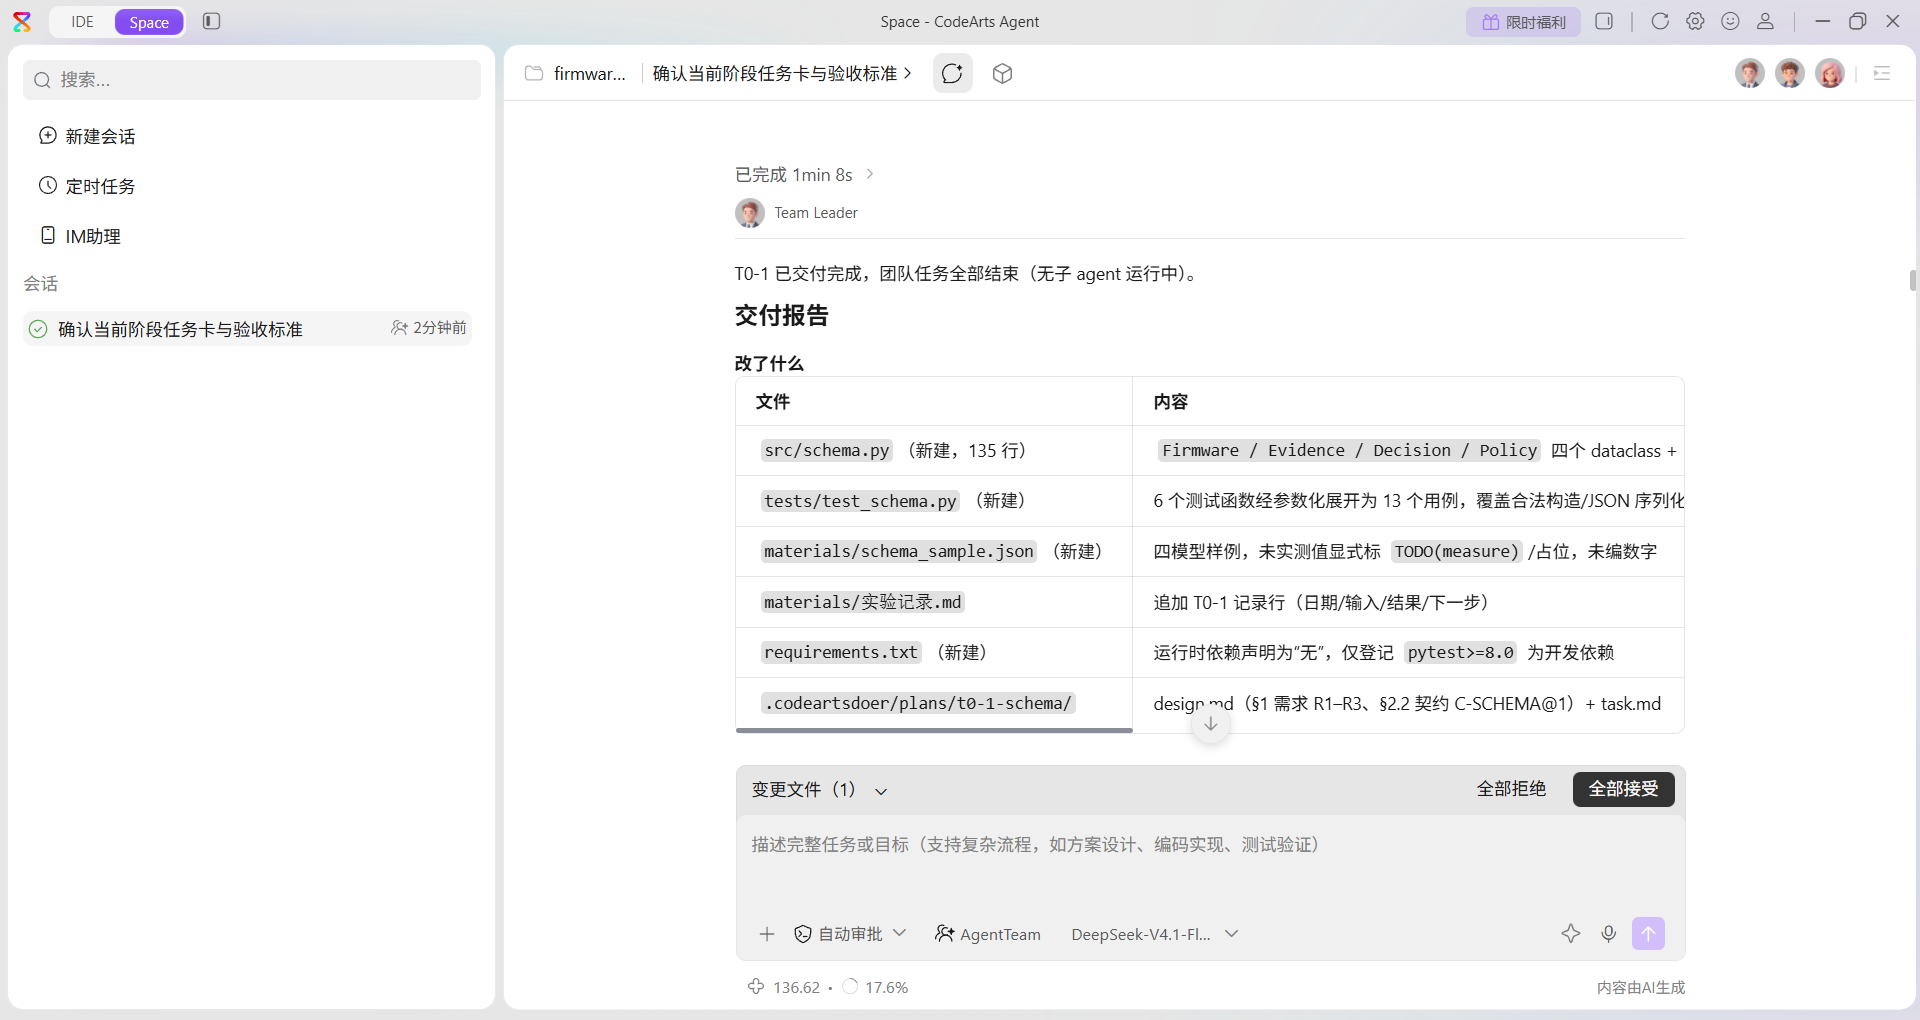 IDE
Space
Space - CodeArts Agent
限时福利
搜索...
新建会话
定时任务
IM助理
会话
确认当前阶段任务卡与验收标准
2分钟前
firmwar...
确认当前阶段任务卡与验收标准
已完成 1min 8s
Team Leader
T0-1 已交付完成，团队任务全部结束（无子 agent 运行中）。
交付报告
改了什么
文件 内容
src/schema.py （新建，135 行） Firmware / Evidence / Decision / Policy 四个 dataclass +
tests/test_schema.py （新建） 6 个测试函数经参数化展开为 13 个用例，覆盖合法构造/JSON 序列化
materials/schema_sample.json （新建） 四模型样例，未实测值显式标 TODO(measure) /占位，未编数字
materials/实验记录.md 追加 T0-1 记录行（日期/输入/结果/下一步）
requirements.txt （新建） 运行时依赖声明为“无”，仅登记 pytest>=8.0 为开发依赖
.codeartsdoer/plans/t0-1-schema/ design.md（§1 需求 R1–R3、§2.2 契约 C-SCHEMA@1）+ task.md
变更文件（1）
全部拒绝
全部接受
描述完整任务或目标（支持复杂流程，如方案设计、编码实现、测试验证）
自动审批
AgentTeam
DeepSeek-V4.1-Fl...
136.62 • 17.6%
内容由AI生成